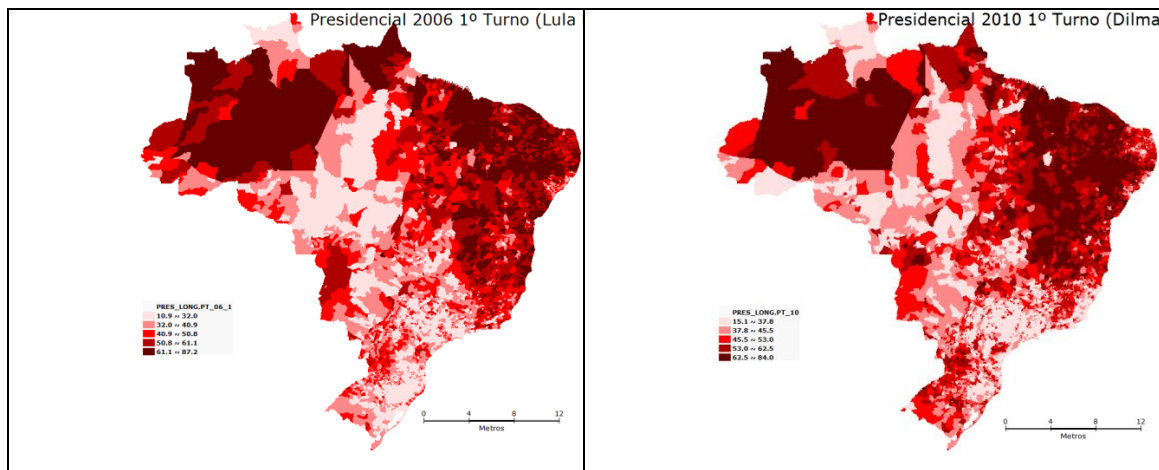 Presidencial 2006 1º Turno (Lula
PRES_LONG.PT_06_1
10.9 ~ 32.0
32.0 ~ 40.9
40.9 ~ 50.8
50.8 ~ 61.1
61.1 ~ 87.2
0 4 8 12
Metros
Presidencial 2010 1º Turno (Dilma
PRES_LONG.PT_10
15.1 ~ 37.8
37.8 ~ 45.5
45.5 ~ 53.0
53.0 ~ 62.5
62.5 ~ 84.0
0 4 8 12
Metros